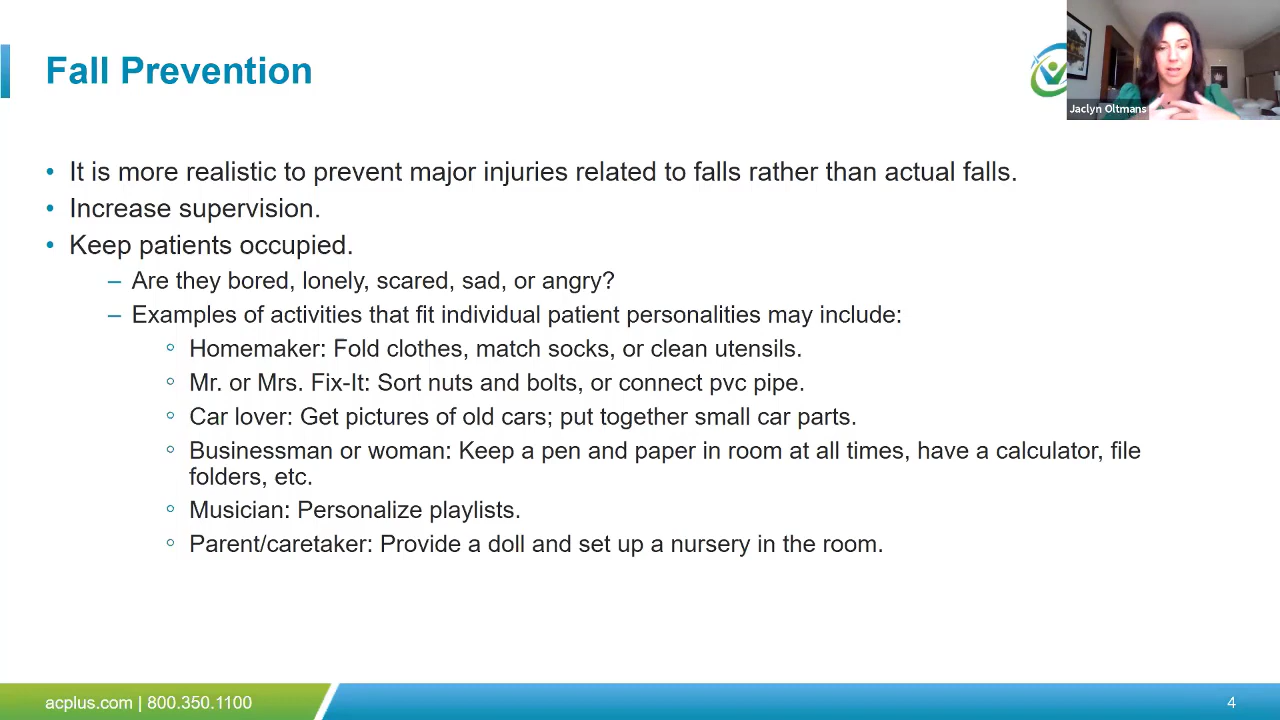 Fall Prevention
Jaclyn Oltmans
• It is more realistic to prevent major injuries related to falls rather than actual falls.
• Increase supervision.
• Keep patients occupied.
– Are they bored, lonely, scared, sad, or angry?
– Examples of activities that fit individual patient personalities may include:
○ Homemaker: Fold clothes, match socks, or clean utensils.
○ Mr. or Mrs. Fix-It: Sort nuts and bolts, or connect pvc pipe.
○ Car lover: Get pictures of old cars; put together small car parts.
○ Businessman or woman: Keep a pen and paper in room at all times, have a calculator, file
folders, etc.
○ Musician: Personalize playlists.
○ Parent/caretaker: Provide a doll and set up a nursery in the room.
acplus.com | 800.350.1100
4